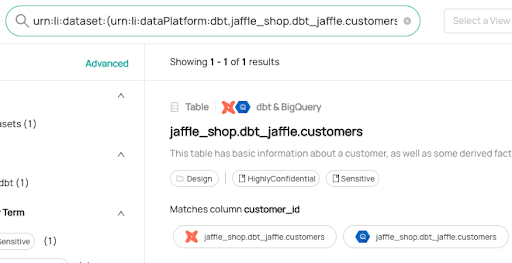 urn:li:dataset:(urn:li:dataPlatform:dbt,jaffle_shop.dbt_jaffle.customers
Select a View
Advanced
Showing 1 - 1 of 1 results
Table dbt & BigQuery
asets (1)
jaffle_shop.dbt_jaffle.customers
This table has basic information about a customer, as well as some derived fact
dbt (1)
Design HighlyConfidential Sensitive
Term
Matches column customer_id
Sensitive (1)
jaffle_shop.dbt_jaffle.customers jaffle_shop.dbt_jaffle.customers